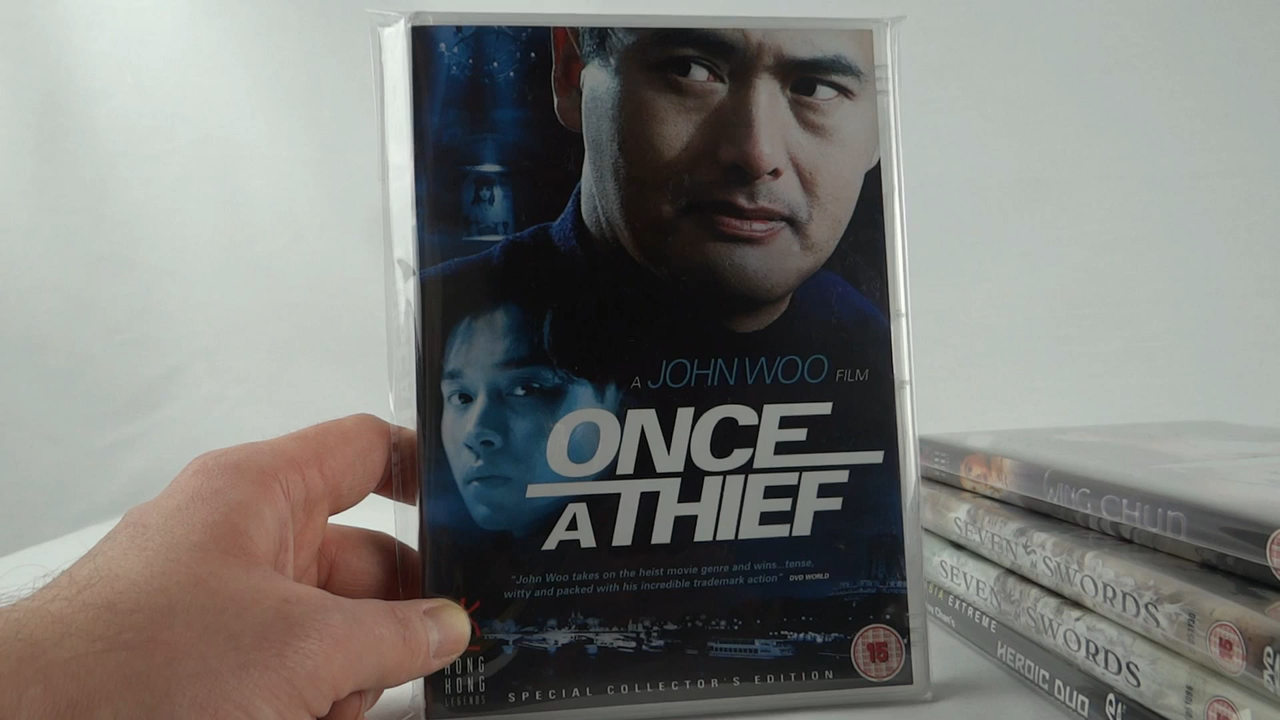 A JOHN WOO FILM
ONCE
A THIEF
"John Woo takes on the heist movie genre and wins...tense,
witty and packed with his incredible trademark action" DVD WORLD
15
HONG
KONG
LEGENDS
SPECIAL COLLECTOR'S EDITION
WING CHUN
SEVEN SWORDS
15
DVD
SEVEN SWORDS
EXTREME
HEROIC DUO